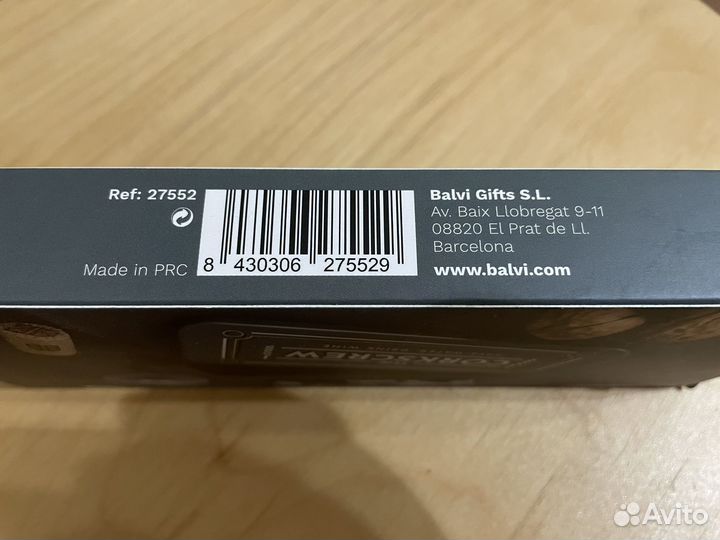 Ref: 27552
Made in PRC
8 430306 275529
Balvi Gifts S.L.
Av. Baix Llobregat 9-11
08820 El Prat de Ll.
Barcelona
www.balvi.com
CORKSCREW
Avito